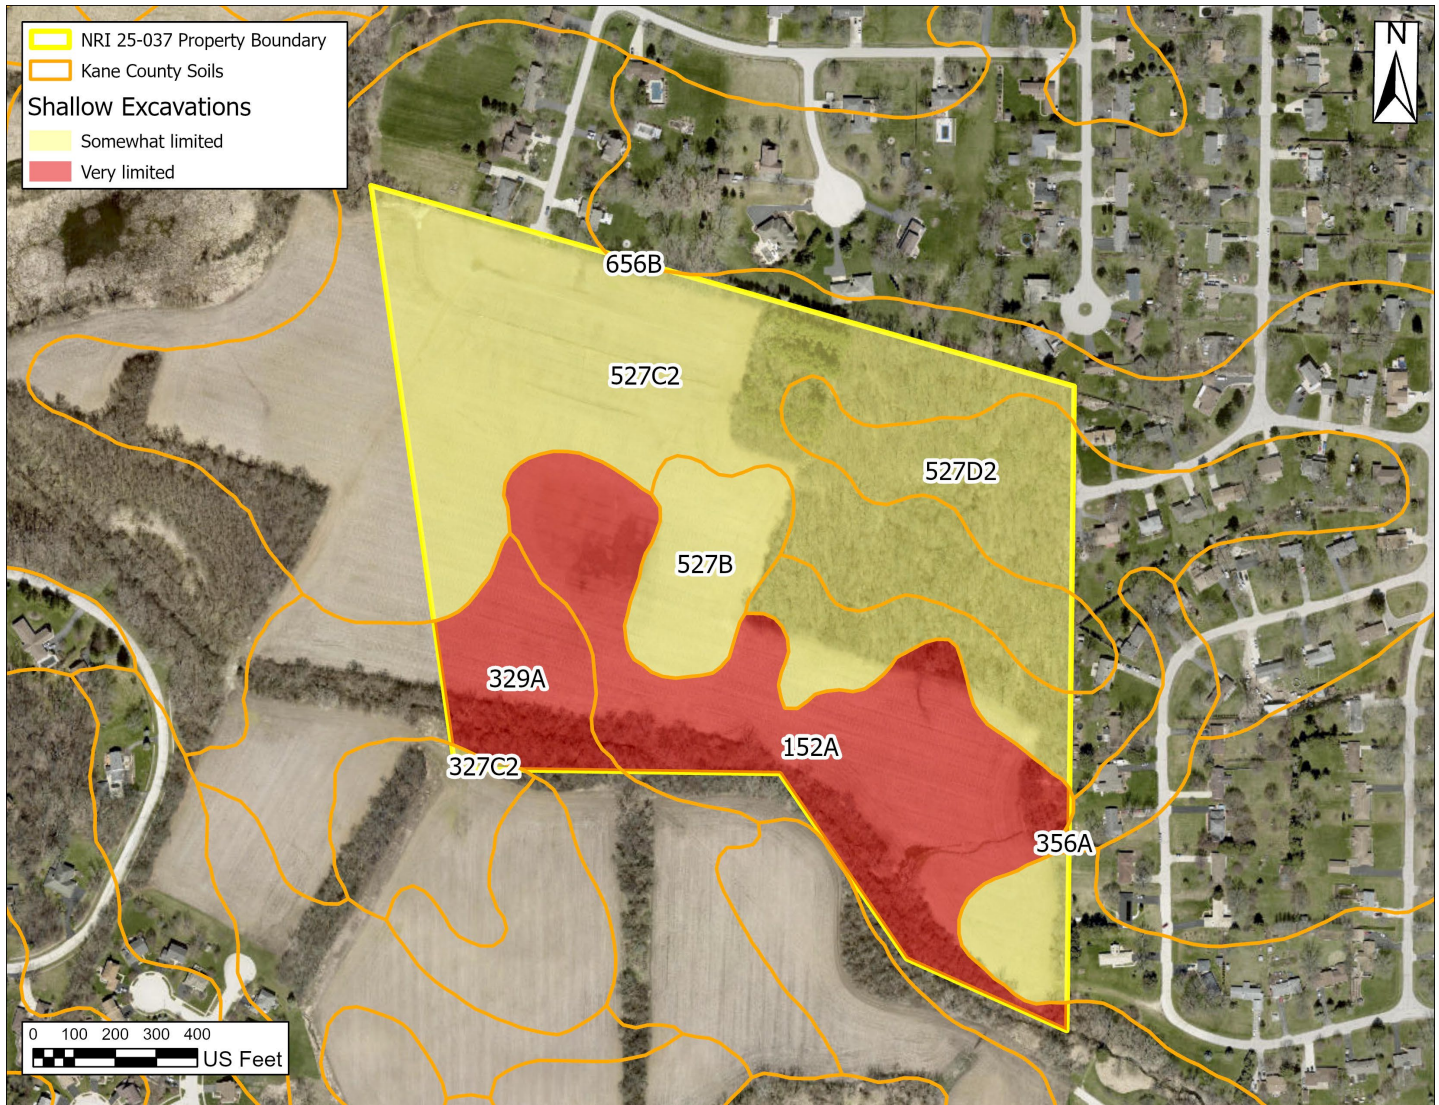 NRI 25-037 Property Boundary
Kane County Soils
Shallow Excavations
Somewhat limited
Very limited
N
656B
527C2
527D2
527B
329A
152A
327C2
356A
0 100 200 300 400
US Feet